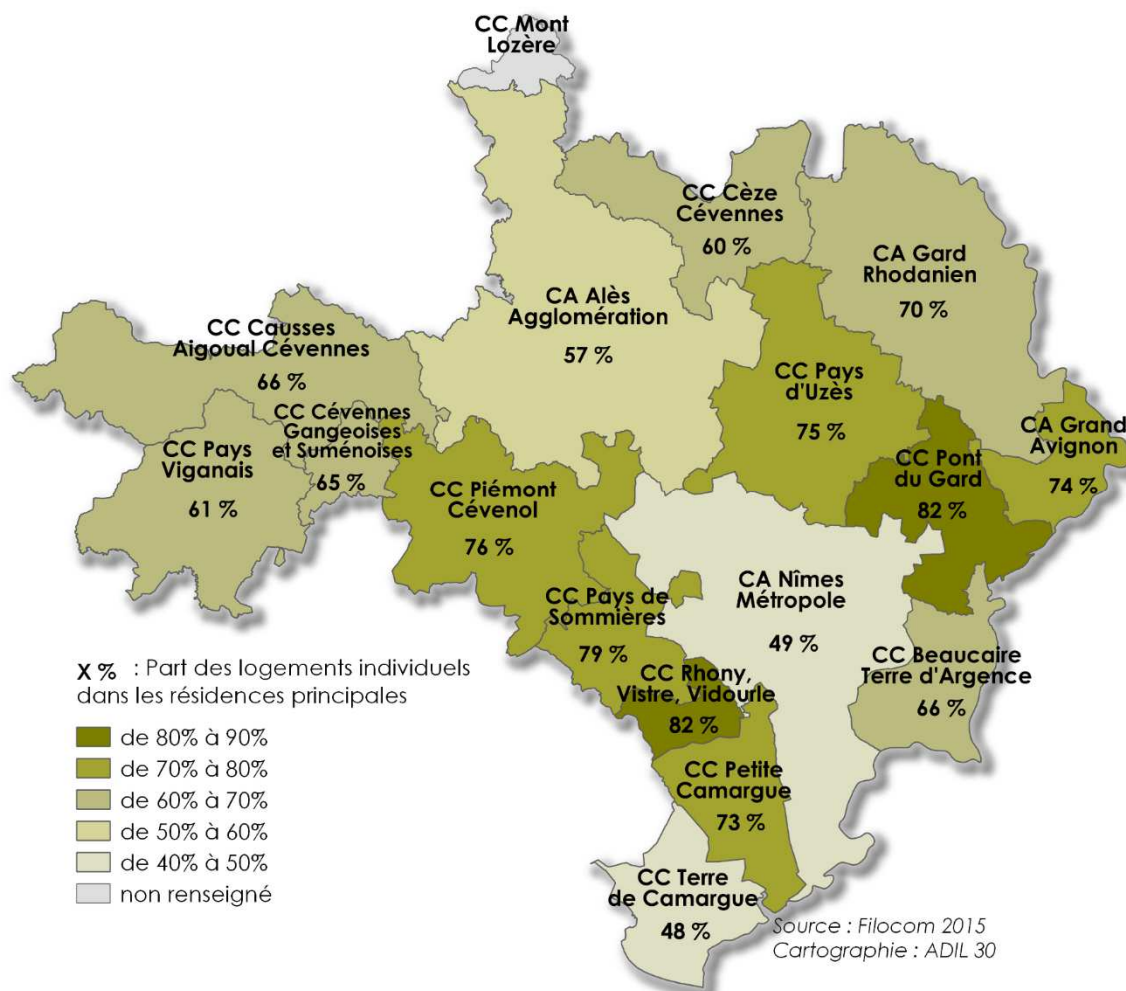 CC Mont
Lozère
CC Cèze
Cévennes
60 %
CA Gard
Rhodanien
70 %
CA Alès
Agglomération
57 %
CC Causses
Aigoual Cévennes
66 %
CC Pays
d'Uzès
75 %
CC Cévennes
Gangeoises
et Suménoises
65 %
CC Pays
Viganais
61 %
CA Grand
Avignon
74 %
CC Pont
du Gard
82 %
CC Piémont
Cévenol
76 %
CA Nîmes
Métropole
49 %
CC Pays de
Sommières
79 %
CC Beaucaire
Terre d'Argence
66 %
CC Rhony,
Vistre, Vidourle
82 %
CC Petite
Camargue
73 %
CC Terre
de Camargue
48 %
X % : Part des logements individuels
dans les résidences principales
de 80% à 90%
de 70% à 80%
de 60% à 70%
de 50% à 60%
de 40% à 50%
non renseigné
Source : Filocom 2015
Cartographie : ADIL 30